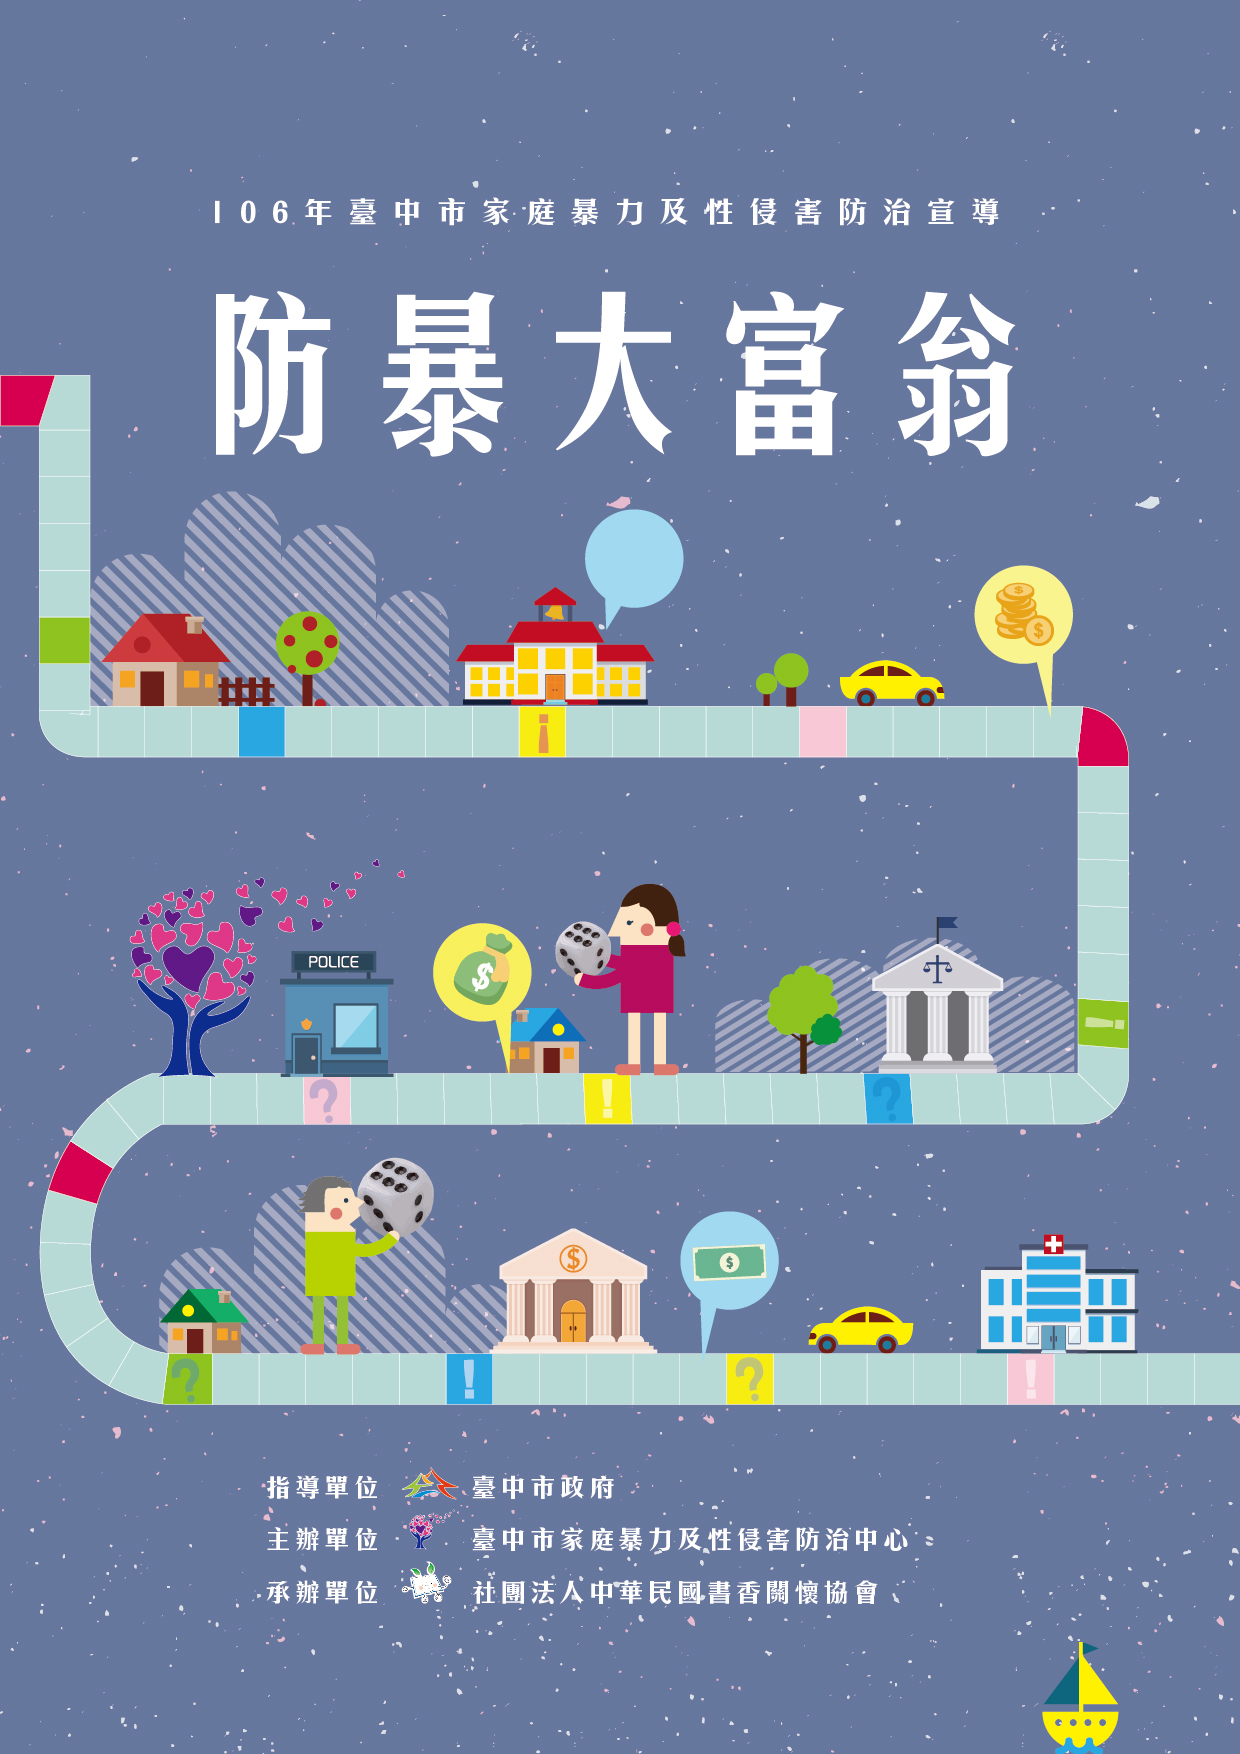 106年臺中市家庭暴力及性侵害防治宣導
防暴大富翁
$
$
!
POLICE
$
!
? ! ?
$ $
? ! ? !
指導單位 臺中市政府
主辦單位 臺中市家庭暴力及性侵害防治中心
承辦單位 社團法人中華民國書香關懷協會